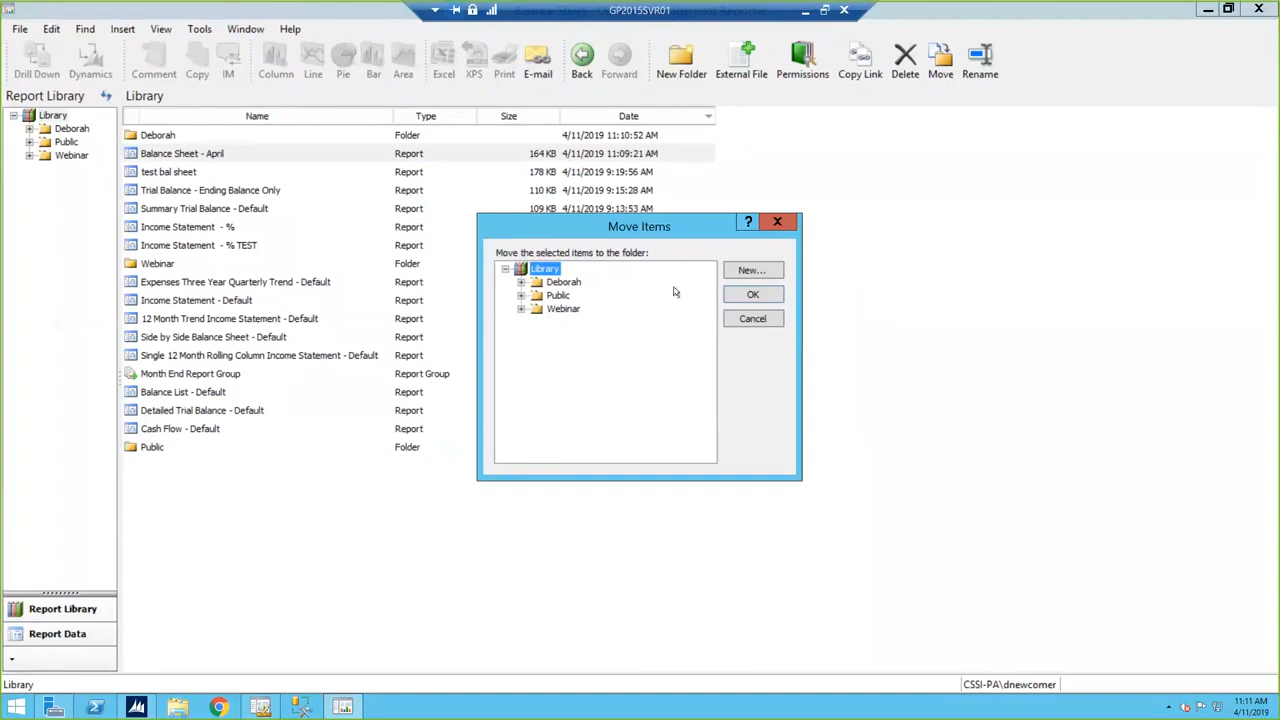 GP2015SVR01
File Edit Find Insert View Tools Window Help
Drill Down Dynamics Comment Copy IM Column Line Pie Bar Area Excel XPS Print E-mail Back Forward New Folder External File Permissions Copy Link Delete Move Rename
Report Library
Library
Library
Deborah
Public
Webinar
Name Type Size Date
Deborah Folder 4/11/2019 11:10:52 AM
Balance Sheet - April Report 164 KB 4/11/2019 11:09:21 AM
test bal sheet Report 178 KB 4/11/2019 9:19:56 AM
Trial Balance - Ending Balance Only Report 110 KB 4/11/2019 9:15:28 AM
Summary Trial Balance - Default Report 109 KB 4/11/2019 9:13:53 AM
Income Statement - % Report
Income Statement - % TEST Report
Webinar Folder
Expenses Three Year Quarterly Trend - Default Report
Income Statement - Default Report
12 Month Trend Income Statement - Default Report
Side by Side Balance Sheet - Default Report
Single 12 Month Rolling Column Income Statement - Default Report
Month End Report Group Report Group
Balance List - Default Report
Detailed Trial Balance - Default Report
Cash Flow - Default Report
Public Folder
Move Items
?
Move the selected items to the folder:
Library
Deborah
Public
Webinar
New...
OK
Cancel
Report Library
Report Data
Library
CSSI-PA\dnewcomer
11:11 AM
4/11/2019